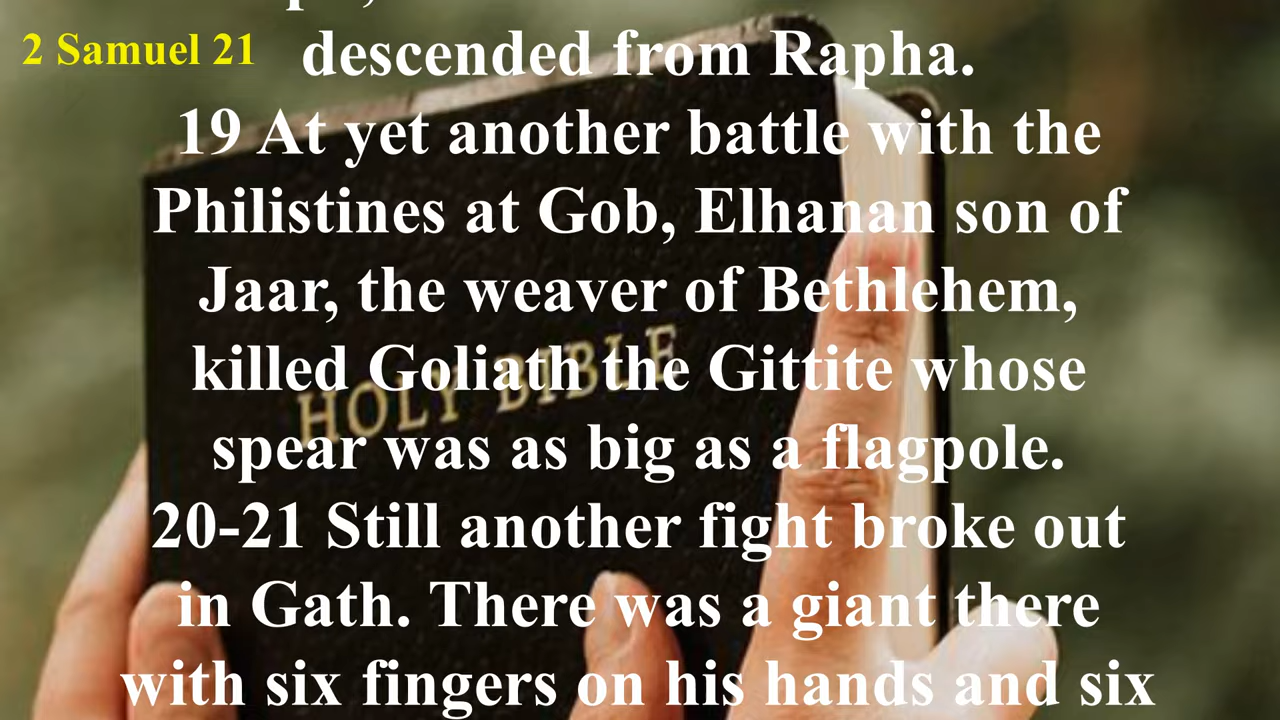 2 Samuel 21
descended from Rapha.
19 At yet another battle with the
Philistines at Gob, Elhanan son of
Jaar, the weaver of Bethlehem,
killed Goliath the Gittite whose
spear was as big as a flagpole.
20-21 Still another fight broke out
in Gath. There was a giant there
with six fingers on his hands and six
HOLY BIBLE